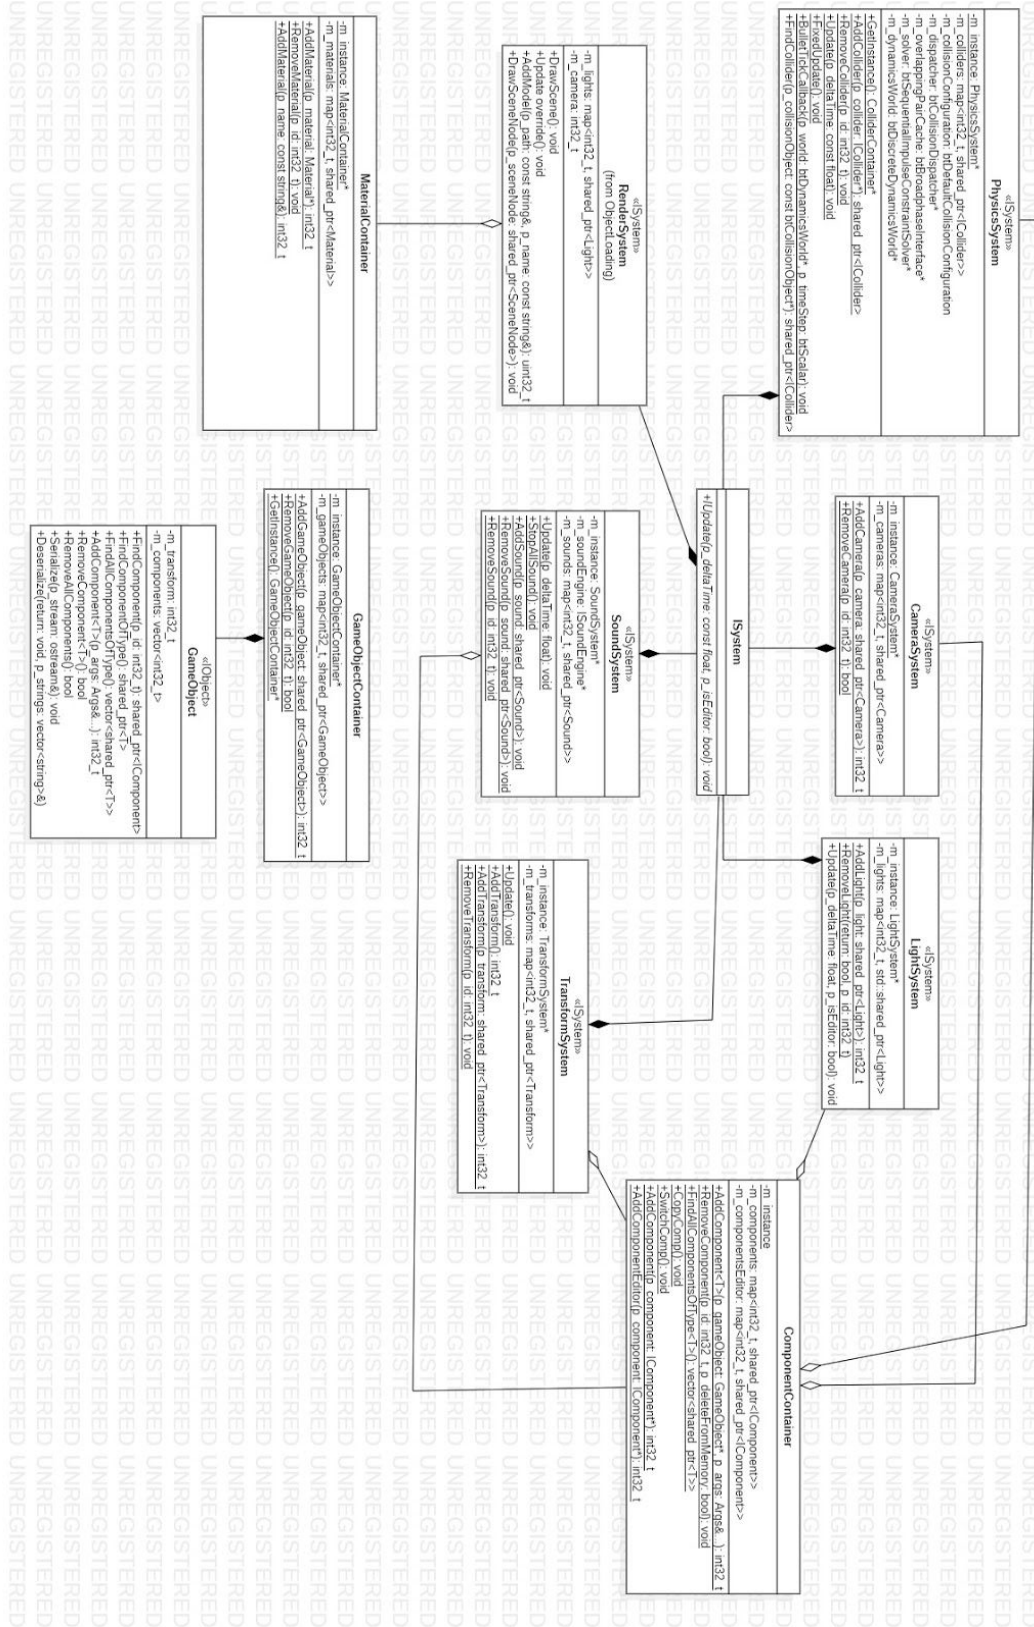 «ISystem»
PhysicsSystem
-m_instance: PhysicsSystem*
-m_colliders: map<int32_t, shared_ptr<ICollider>>
-m_collisionConfiguration: btDefaultCollisionConfiguration
-m_dispatcher: btCollisionDispatcher*
-m_overlappingPairCache: btBroadphaseInterface*
-m_solver: btSequentialImpulseConstraintSolver*
-m_dynamicsWorld: btDiscreteDynamicsWorld*
+GetInstance(): ColliderContainer*
+AddCollider(p_collider: ICollider*): shared_ptr<ICollider>
+RemoveCollider(p_id: int32_t): void
+Update(p_deltaTime: const float): void
+FixedUpdate(): void
+BulletTickCallback(p_world: btDynamicsWorld*, p_timeStep: btScalar): void
+FindCollider(p_collisionObject: const btCollisionObject*): shared_ptr<ICollider>
«ISystem»
CameraSystem
-m_instance: CameraSystem*
-m_cameras: map<int32_t, shared_ptr<Camera>>
+AddCamera(p_camera: shared_ptr<Camera>): int32_t
+RemoveCamera(p_id: int32_t): bool
«ISystem»
LightSystem
-m_instance: LightSystem*
-m_lights: map<int32_t, std::shared_ptr<Light>>
+AddLight(p_light: shared_ptr<Light>): int32_t
+RemoveLight(return: bool, p_id: int32_t)
+Update(p_deltaTime: float, p_isEditor: bool): void
ISystem
+IUpdate(p_deltaTime: const float, p_isEditor: bool): void
ComponentContainer
-m_instance
-m_components: map<int32_t, shared_ptr<IComponent>>
-m_componentsEditor: map<int32_t, shared_ptr<IComponent>>
+AddComponent<T>(p_gameObject: GameObject*, p_args: Args&...): int32_t
+RemoveComponent(p_id: int32_t, p_deleteFromMemory: bool): void
+FindAllComponentsOfType<T>(): vector<shared_ptr<T>>
+CopyComp(): void
+SwitchComp(): void
+AddComponent(p_component: IComponent*): int32_t
+AddComponentEditor(p_component: IComponent*): int32_t
«ISystem»
RenderSystem
(from ObjectLoading)
-m_lights: map<int32_t, shared_ptr<Light>>
-m_camera: int32_t
+DrawScene(): void
+Update override(): void
+AddModel(p_path: const string&, p_name: const string&): uint32_t
+DrawSceneNode(p_sceneNode: shared_ptr<SceneNode>): void
«ISystem»
SoundSystem
-m_instance: SoundSystem*
-m_soundEngine: ISoundEngine*
-m_sounds: map<int32_t, shared_ptr<Sound>>
+Update(p_deltaTime: float): void
+StopAllSound(): void
+AddSound(p_sound: shared_ptr<Sound>): void
+RemoveSound(p_sound: shared_ptr<Sound>): void
+RemoveSound(p_id: int32_t): void
«ISystem»
TransformSystem
-m_instance: TransformSystem*
-m_transforms: map<int32_t, shared_ptr<Transform>>
+Update(): void
+AddTransform(): int32_t
+AddTransform(p_transform: shared_ptr<Transform>): int32_t
+RemoveTransform(p_id: int32_t): void
MaterialContainer
-m_instance: MaterialContainer*
-m_materials: map<int32_t, shared_ptr<Material>>
+AddMaterial(p_material: Material*): int32_t
+RemoveMaterial(p_id: int32_t): void
+AddMaterial(p_name: const string&): int32_t
GameObjectContainer
-m_instance: GameObjectContainer*
-m_gameObjects: map<int32_t, shared_ptr<GameObject>>
+AddGameObject(p_gameObject: shared_ptr<GameObject>): int32_t
+RemoveGameObject(p_id: int32_t): bool
+GetInstance(): GameObjectContainer*
«IObject»
GameObject
-m_transform: int32_t
-m_components: vector<int32_t>
+FindComponent(p_id: int32_t): shared_ptr<IComponent>
+FindComponentOfType(): shared_ptr<T>
+FindAllComponentsOfType(): vector<shared_ptr<T>>
+AddComponent<T>(p_args: Args&...): int32_t
+RemoveComponent<T>(): bool
+RemoveAllComponents(): bool
+Serialize(p_stream: ostream&): void
+Deserialize(return: void, p_strings: vector<string>&)
UNREGISTERED